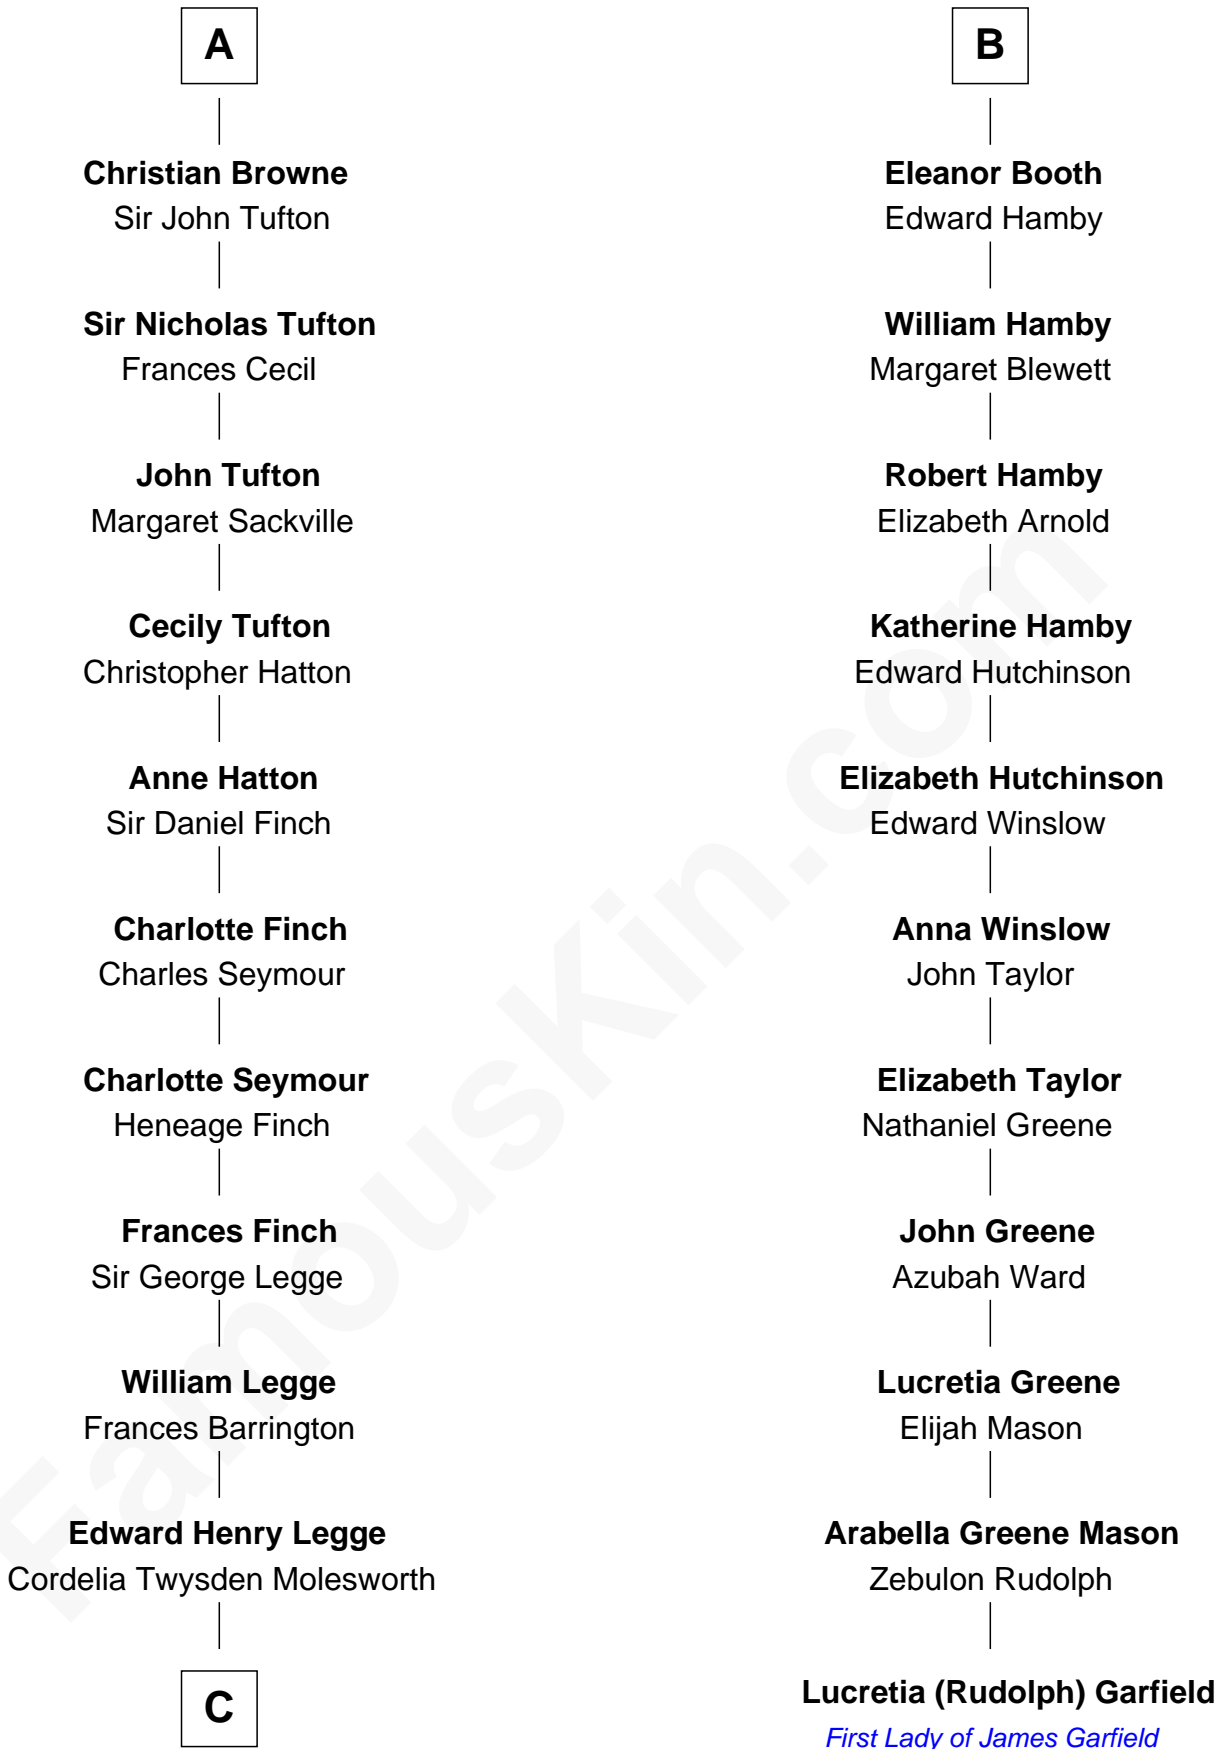 A
Christian Browne
Sir John Tufton
Sir Nicholas Tufton
Frances Cecil
John Tufton
Margaret Sackville
Cecily Tufton
Christopher Hatton
Anne Hatton
Sir Daniel Finch
Charlotte Finch
Charles Seymour
Charlotte Seymour
Heneage Finch
Frances Finch
Sir George Legge
William Legge
Frances Barrington
Edward Henry Legge
Cordelia Twysden Molesworth
C
B
Eleanor Booth
Edward Hamby
William Hamby
Margaret Blewett
Robert Hamby
Elizabeth Arnold
Katherine Hamby
Edward Hutchinson
Elizabeth Hutchinson
Edward Winslow
Anna Winslow
John Taylor
Elizabeth Taylor
Nathaniel Greene
John Greene
Azubah Ward
Lucretia Greene
Elijah Mason
Arabella Greene Mason
Zebulon Rudolph
Lucretia (Rudolph) Garfield
First Lady of James Garfield
FamousKin.com